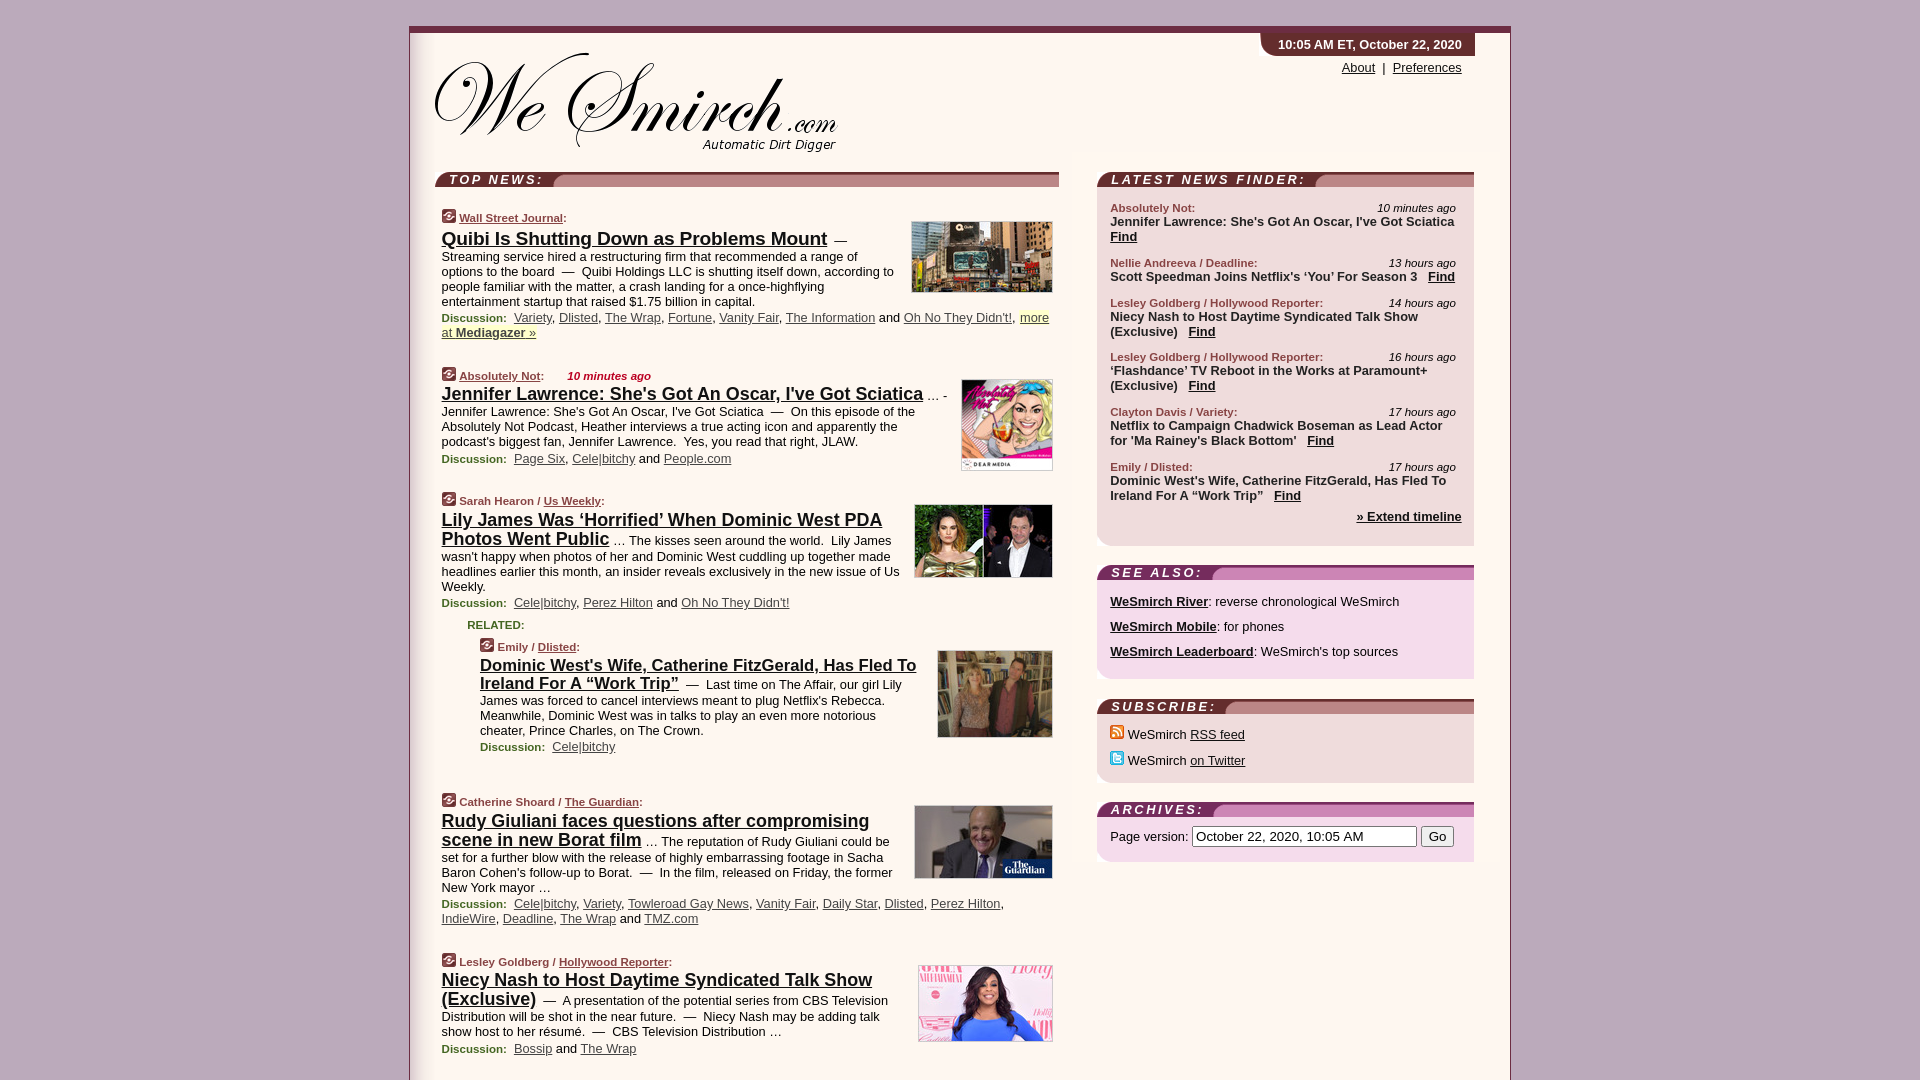 10:05 AM ET, October 22, 2020
About | Preferences
We Smirch .com
Automatic Dirt Digger
TOP NEWS:
Wall Street Journal:
Quibi Is Shutting Down as Problems Mount —
Streaming service hired a restructuring firm that recommended a range of
options to the board — Quibi Holdings LLC is shutting itself down, according to
people familiar with the matter, a crash landing for a once-highflying
entertainment startup that raised $1.75 billion in capital.
Discussion: Variety, Dlisted, The Wrap, Fortune, Vanity Fair, The Information and Oh No They Didn't!, more
at Mediagazer »
Absolutely Not: 10 minutes ago
Jennifer Lawrence: She's Got An Oscar, I've Got Sciatica … -
Jennifer Lawrence: She's Got An Oscar, I've Got Sciatica — On this episode of the
Absolutely Not Podcast, Heather interviews a true acting icon and apparently the
podcast's biggest fan, Jennifer Lawrence. Yes, you read that right, JLAW.
Discussion: Page Six, Cele|bitchy and People.com
Absolutely Not
DEAR MEDIA
Sarah Hearon / Us Weekly:
Lily James Was ‘Horrified’ When Dominic West PDA
Photos Went Public … The kisses seen around the world. Lily James
wasn't happy when photos of her and Dominic West cuddling up together made
headlines earlier this month, an insider reveals exclusively in the new issue of Us
Weekly.
Discussion: Cele|bitchy, Perez Hilton and Oh No They Didn't!
RELATED:
Emily / Dlisted:
Dominic West's Wife, Catherine FitzGerald, Has Fled To
Ireland For A “Work Trip” — Last time on The Affair, our girl Lily
James was forced to cancel interviews meant to plug Netflix's Rebecca.
Meanwhile, Dominic West was in talks to play an even more notorious
cheater, Prince Charles, on The Crown.
Discussion: Cele|bitchy
Catherine Shoard / The Guardian:
Rudy Giuliani faces questions after compromising
scene in new Borat film … The reputation of Rudy Giuliani could be
set for a further blow with the release of highly embarrassing footage in Sacha
Baron Cohen's follow-up to Borat. — In the film, released on Friday, the former
New York mayor …
Discussion: Cele|bitchy, Variety, Towleroad Gay News, Vanity Fair, Daily Star, Dlisted, Perez Hilton,
IndieWire, Deadline, The Wrap and TMZ.com
The
Guardian
Lesley Goldberg / Hollywood Reporter:
Niecy Nash to Host Daytime Syndicated Talk Show
(Exclusive) — A presentation of the potential series from CBS Television
Distribution will be shot in the near future. — Niecy Nash may be adding talk
show host to her résumé. — CBS Television Distribution …
Discussion: Bossip and The Wrap
LATEST NEWS FINDER:
Absolutely Not: 10 minutes ago
Jennifer Lawrence: She's Got An Oscar, I've Got Sciatica
Find
Nellie Andreeva / Deadline: 13 hours ago
Scott Speedman Joins Netflix's ‘You’ For Season 3 Find
Lesley Goldberg / Hollywood Reporter: 14 hours ago
Niecy Nash to Host Daytime Syndicated Talk Show
(Exclusive) Find
Lesley Goldberg / Hollywood Reporter: 16 hours ago
‘Flashdance’ TV Reboot in the Works at Paramount+
(Exclusive) Find
Clayton Davis / Variety: 17 hours ago
Netflix to Campaign Chadwick Boseman as Lead Actor
for 'Ma Rainey's Black Bottom' Find
Emily / Dlisted: 17 hours ago
Dominic West's Wife, Catherine FitzGerald, Has Fled To
Ireland For A “Work Trip” Find
» Extend timeline
SEE ALSO:
WeSmirch River: reverse chronological WeSmirch
WeSmirch Mobile: for phones
WeSmirch Leaderboard: WeSmirch's top sources
SUBSCRIBE:
WeSmirch RSS feed
WeSmirch on Twitter
ARCHIVES:
Page version: October 22, 2020, 10:05 AM Go